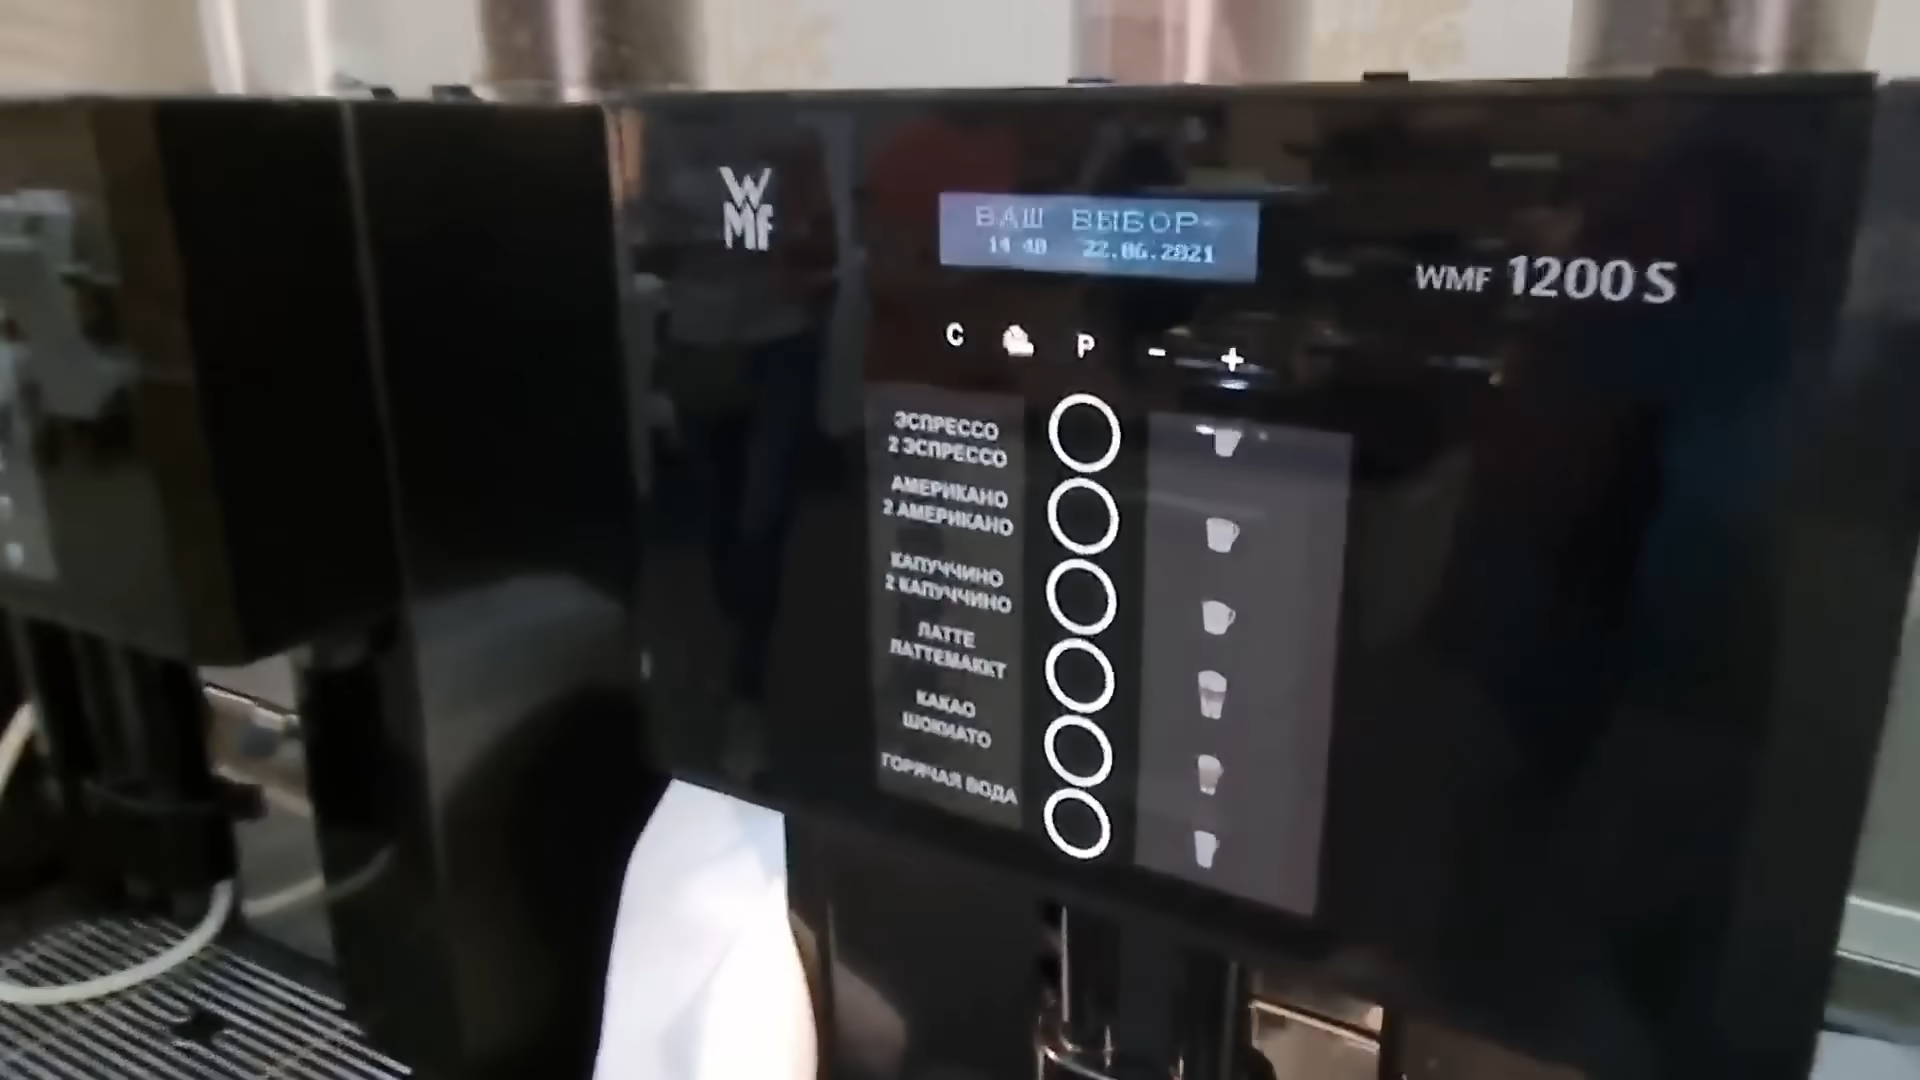 WMF
ВАШ ВЫБОР-
14 40 22.06.2021
WMF 1200 S
C P - +
ЭСПРЕССО
2 ЭСПРЕССО
АМЕРИКАНО
2 АМЕРИКАНО
КАПУЧЧИНО
2 КАПУЧЧИНО
ЛАТТЕ
ЛАТТЕМАККТ
КАКАО
ШОКИАТО
ГОРЯЧАЯ ВОДА